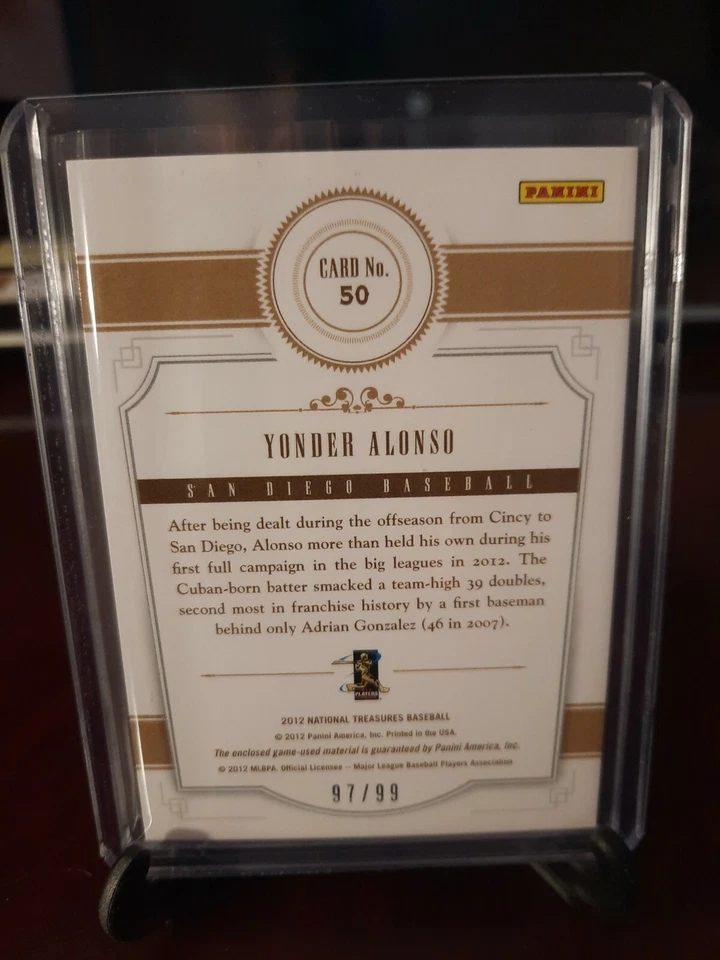 PANINI
CARD No.
50
YONDER ALONSO
SAN DIEGO BASEBALL
After being dealt during the offseason from Cincy to
San Diego, Alonso more than held his own during his
first full campaign in the big leagues in 2012. The
Cuban-born batter smacked a team-high 39 doubles,
second most in franchise history by a first baseman
behind only Adrian Gonzalez (46 in 2007).
PLAYERS
2012 NATIONAL TREASURES BASEBALL
© 2012 Panini America, Inc. Printed in the USA.
The enclosed game-used material is guaranteed by Panini America, Inc.
© 2012 MLBPA. Official Licensee – Major League Baseball Players Association
97/99